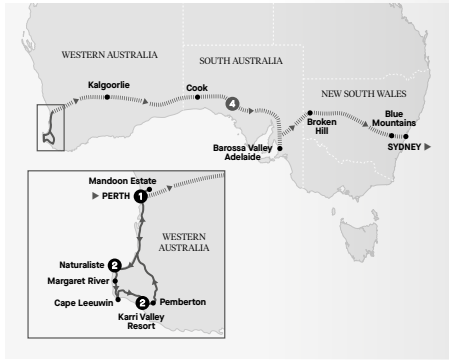 WESTERN AUSTRALIA
SOUTH AUSTRALIA
Kalgoorlie
Cook
4
NEW SOUTH WALES
Broken
Hill
Blue
Mountains
SYDNEY ▶
Barossa Valley
Adelaide
Mandoon Estate
▶ PERTH 1
WESTERN
AUSTRALIA
Naturaliste 2
Margaret River
Cape Leeuwin
2 Pemberton
Karri Valley
Resort